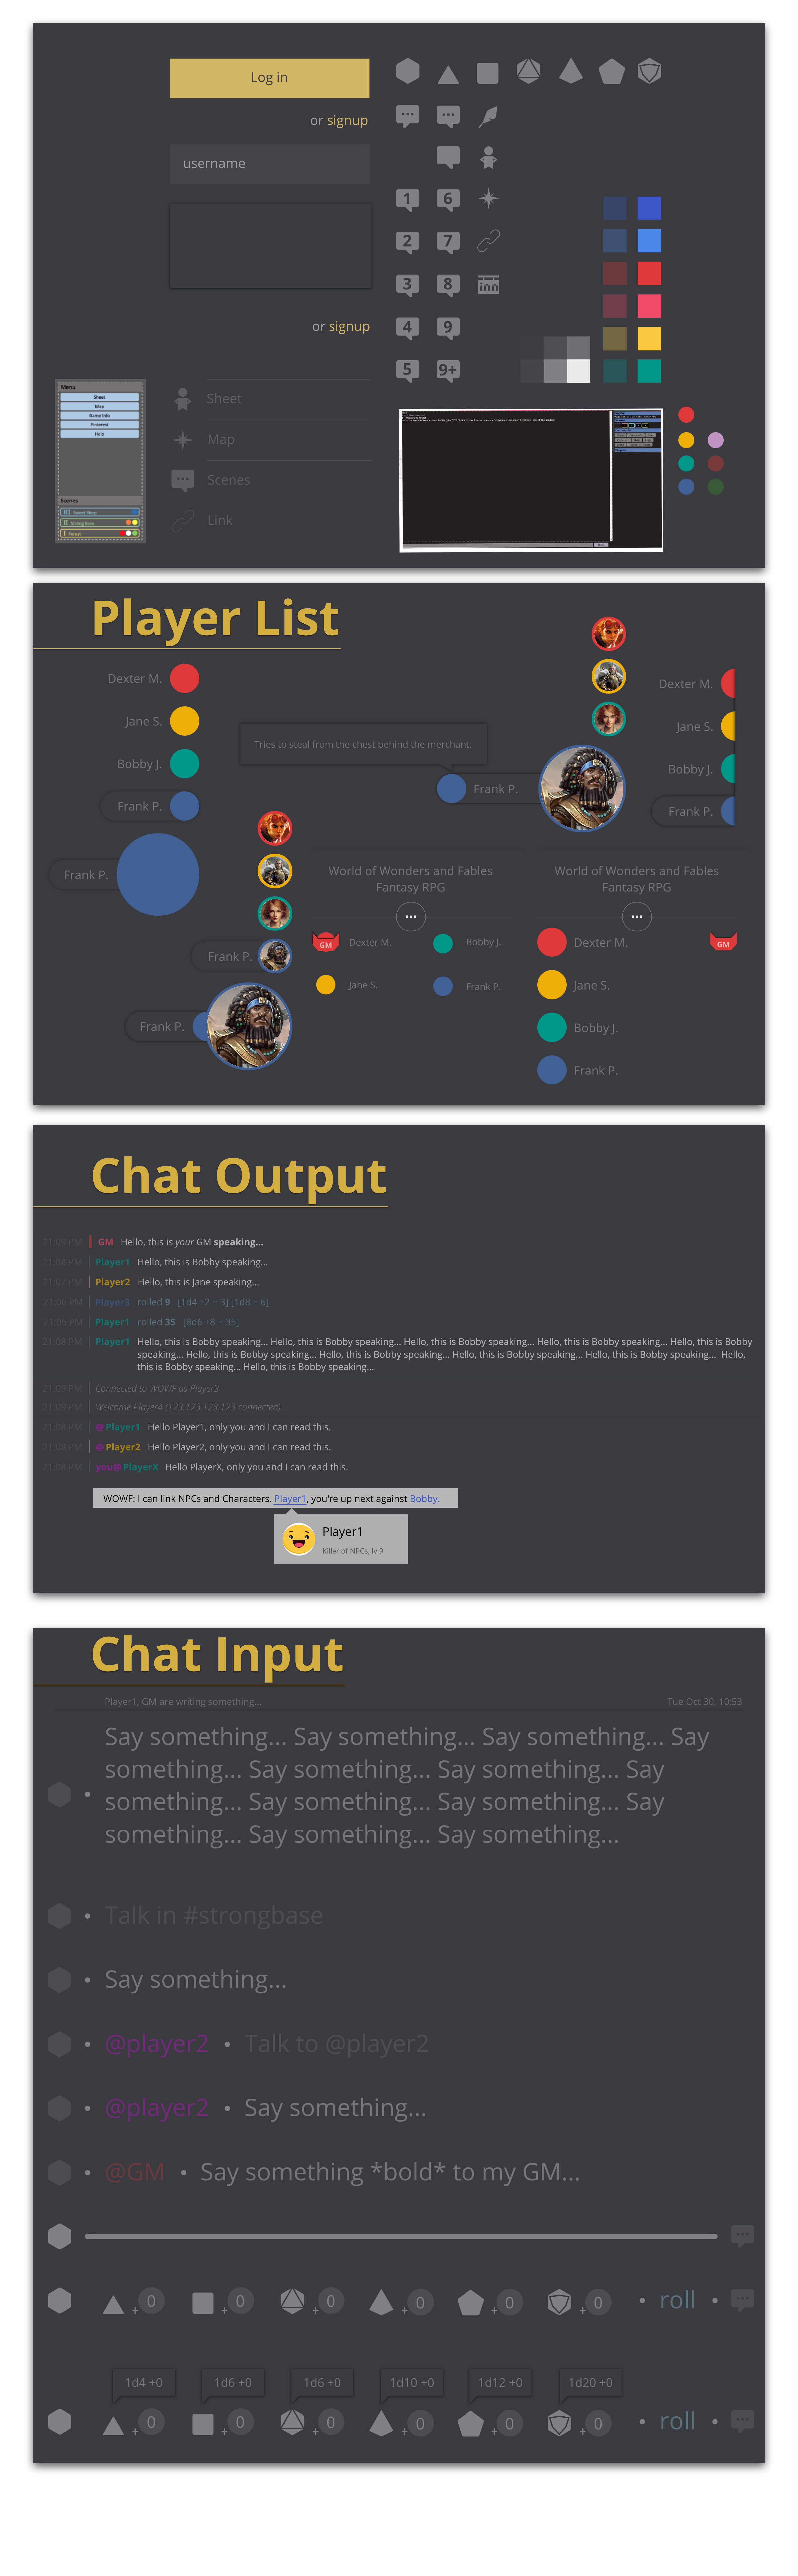 Log in
or signup
username
or signup
1 6
2 7
3 8
4 9
5 9+
inn
Menu
Sheet
Map
Game Info
Pinterest
Help
Scenes
Sweet Shop
Strong Base
Forest
Sheet
Map
Scenes
Link
Player List
Dexter M.
Jane S.
Bobby J.
Frank P.
Frank P.
Frank P.
Frank P.
Tries to steal from the chest behind the merchant.
Frank P.
Dexter M.
Jane S.
Bobby J.
Frank P.
World of Wonders and Fables
Fantasy RPG
GM Dexter M.
Bobby J.
Jane S.
Frank P.
World of Wonders and Fables
Fantasy RPG
Dexter M.
GM
Jane S.
Bobby J.
Frank P.
Chat Output
21:09 PM GM Hello, this is your GM speaking...
21:08 PM Player1 Hello, this is Bobby speaking...
21:07 PM Player2 Hello, this is Jane speaking...
21:06 PM Player3 rolled 9 [1d4 +2 = 3] [1d8 = 6]
21:05 PM Player1 rolled 35 [8d6 +8 = 35]
21:08 PM Player1 Hello, this is Bobby speaking... Hello, this is Bobby speaking... Hello, this is Bobby speaking... Hello, this is Bobby speaking... Hello, this is Bobby
speaking... Hello, this is Bobby speaking... Hello, this is Bobby speaking... Hello, this is Bobby speaking... Hello, this is Bobby speaking... Hello,
this is Bobby speaking... Hello, this is Bobby speaking...
21:09 PM Connected to WOWF as Player3
21:09 PM Welcome Player4 (123.123.123.123 connected)
21:08 PM @Player1 Hello Player1, only you and I can read this.
21:08 PM @Player2 Hello Player2, only you and I can read this.
21:08 PM you@PlayerX Hello PlayerX, only you and I can read this.
WOWF: I can link NPCs and Characters. Player1, you're up next against Bobby.
Player1
Killer of NPCs, lv 9
Chat Input
Player1, GM are writing something...
Tue Oct 30, 10:53
Say something... Say something... Say something... Say
something... Say something... Say something... Say
something... Say something... Say something... Say
something... Say something... Say something...
Talk in #strongbase
Say something...
@player2 • Talk to @player2
@player2 • Say something...
@GM • Say something *bold* to my GM...
+ 0 + 0 + 0 + 0 + 0 + 0 • roll •
1d4 +0 1d6 +0 1d6 +0 1d10 +0 1d12 +0 1d20 +0
+ 0 + 0 + 0 + 0 + 0 + 0 • roll •